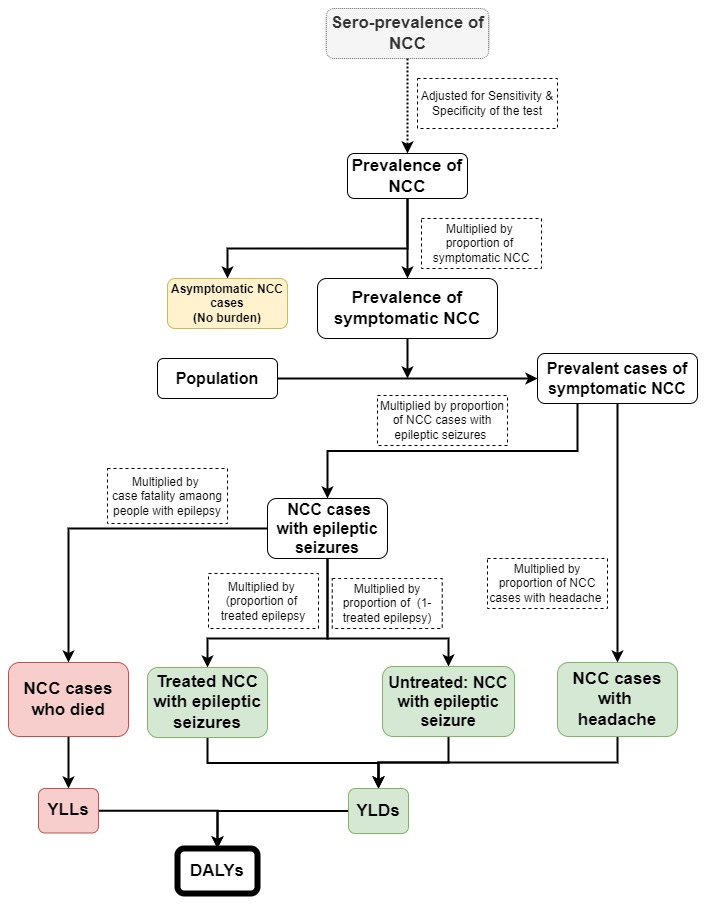 Sero-prevalence of
NCC
Adjusted for Sensitivity &
Specificity of the test
Prevalence of
NCC
Multiplied by
proportion of
symptomatic NCC
Asymptomatic NCC
cases
(No burden)
Prevalence of
symptomatic NCC
Population
Prevalent cases of
symptomatic NCC
Multiplied by proportion
of NCC cases with
epileptic seizures
Multiplied by
case fatality amaong
people with epilepsy
NCC cases
with epileptic
seizures
Multiplied by
proportion of NCC
cases with headache
Multiplied by
(proportion of
treated epilepsy
Multiplied by
proportion of (1-
treated epilepsy)
NCC cases
who died
Treated NCC
with epileptic
seizures
Untreated: NCC
with epileptic
seizure
NCC cases
with
headache
YLLs
YLDs
DALYs